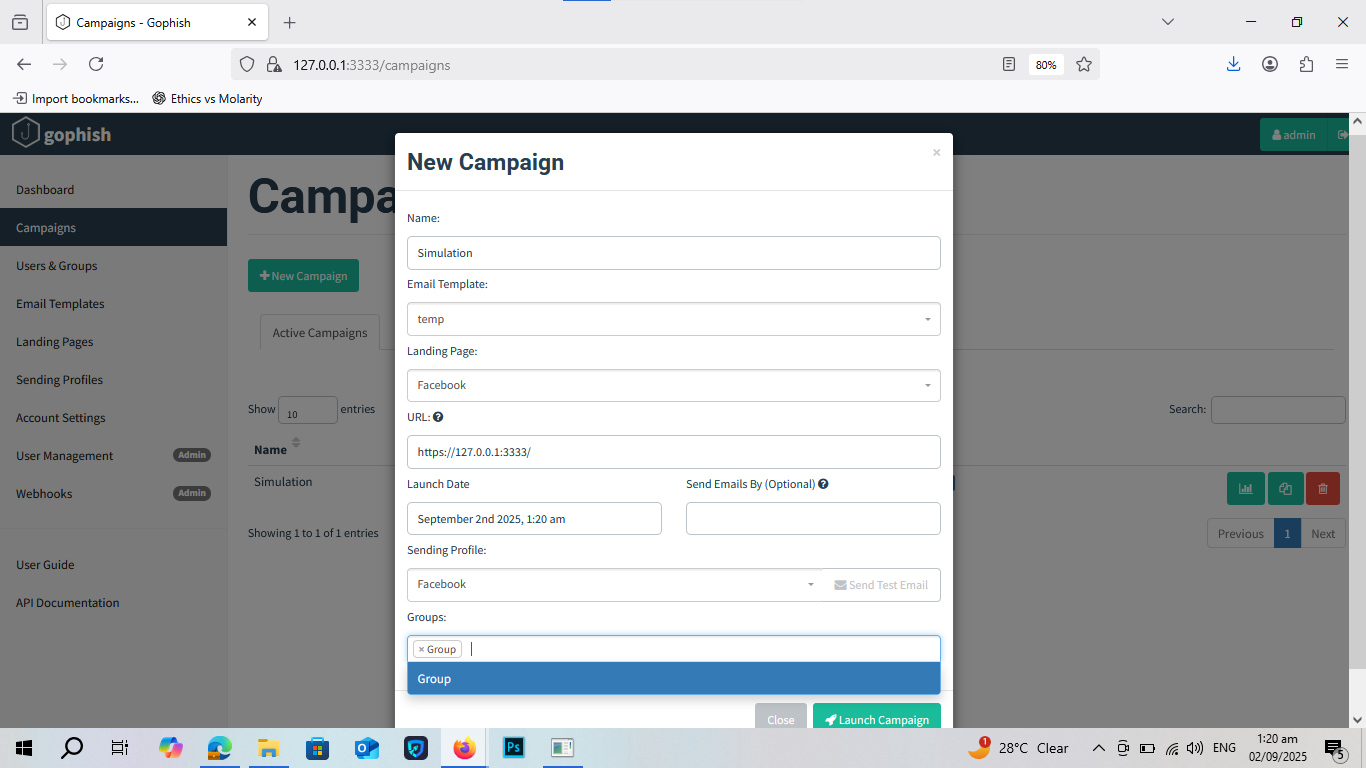 Campaigns - Gophish
127.0.0.1:3333/campaigns
80%
Import bookmarks...
Ethics vs Molarity
gophish
admin
Dashboard
Campaigns
Users & Groups
Email Templates
Landing Pages
Sending Profiles
Account Settings
User Management Admin
Webhooks Admin
User Guide
API Documentation
Campa
New Campaign
Active Campaigns
Show 10 entries
Search:
Name
Simulation
Showing 1 to 1 of 1 entries
Previous 1 Next
New Campaign
×
Name:
Simulation
Email Template:
temp
Landing Page:
Facebook
URL:
https://127.0.0.1:3333/
Launch Date
Send Emails By (Optional)
September 2nd 2025, 1:20 am
Sending Profile:
Facebook
Send Test Email
Groups:
× Group
Group
Close
Launch Campaign
Ps
1
28°C Clear
ENG
1:20 am
02/09/2025
5